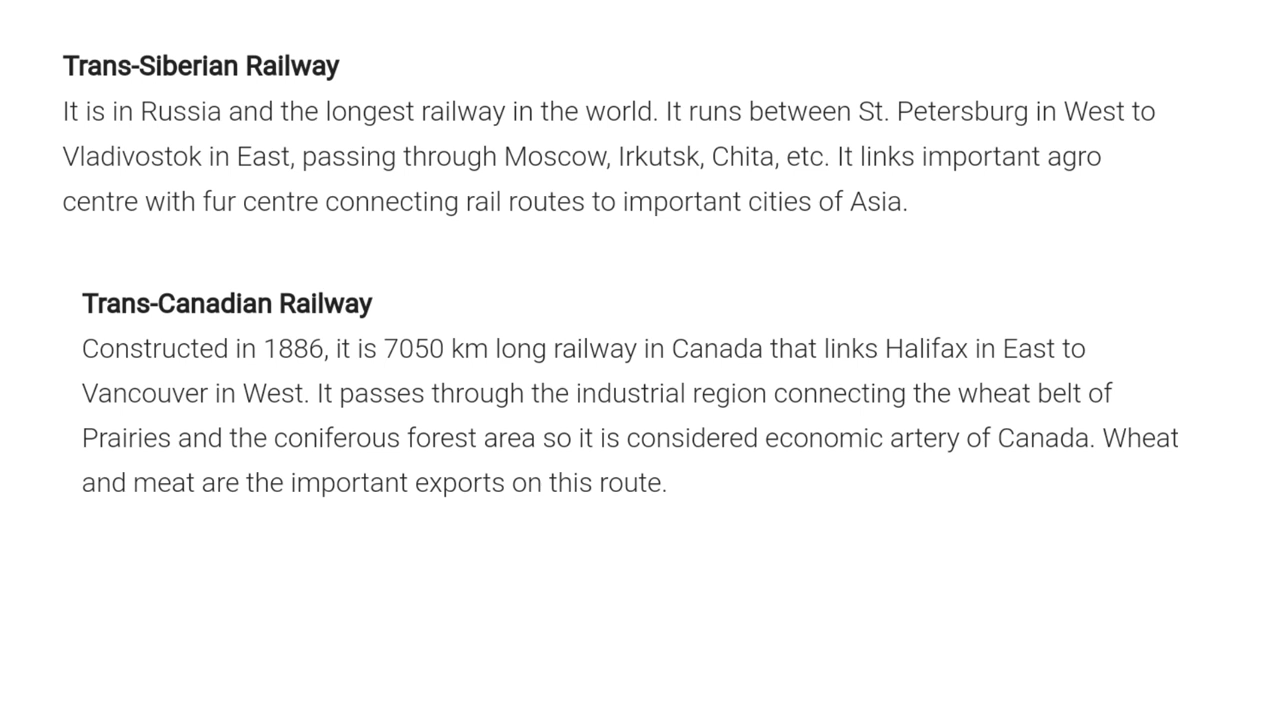 Trans-Siberian Railway
It is in Russia and the longest railway in the world. It runs between St. Petersburg in West to
Vladivostok in East, passing through Moscow, Irkutsk, Chita, etc. It links important agro
centre with fur centre connecting rail routes to important cities of Asia.
Trans-Canadian Railway
Constructed in 1886, it is 7050 km long railway in Canada that links Halifax in East to
Vancouver in West. It passes through the industrial region connecting the wheat belt of
Prairies and the coniferous forest area so it is considered economic artery of Canada. Wheat
and meat are the important exports on this route.